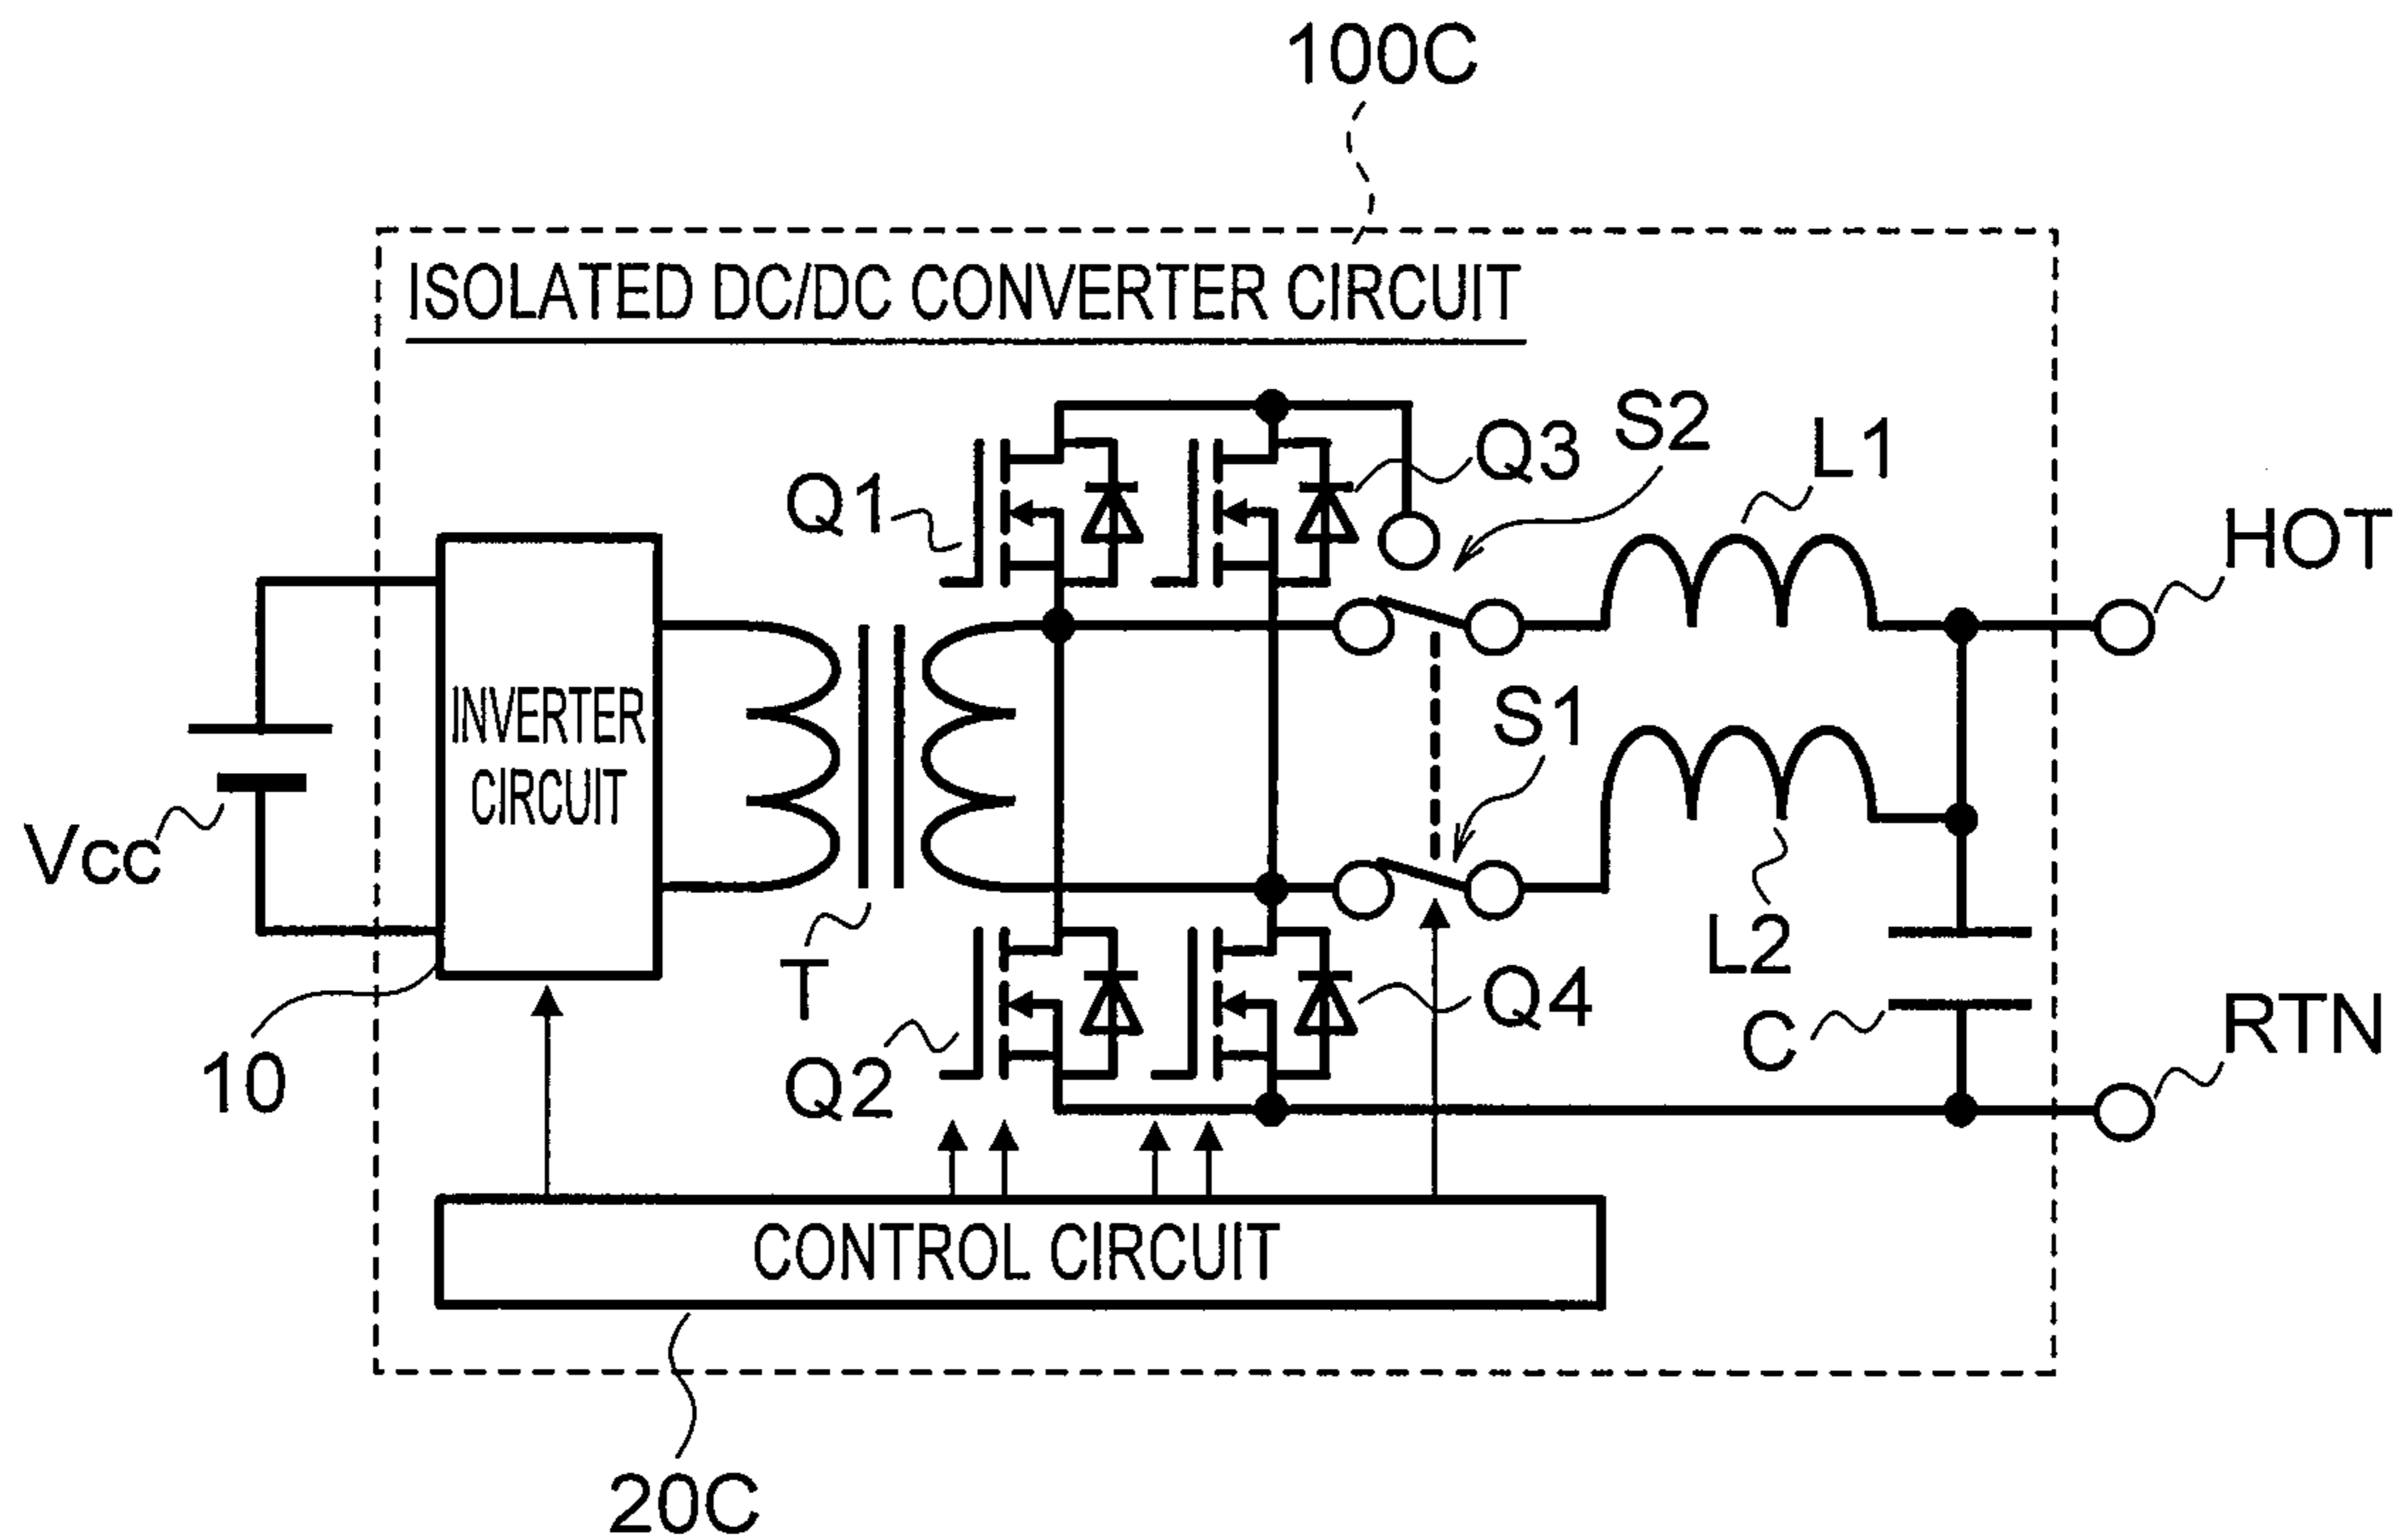 100C
ISOLATED DC/DC CONVERTER CIRCUIT
S2
Q3
L1
Q1
HOT
INVERTER
CIRCUIT
S1
Vcc
L2
T
Q4
RTN
C
10
Q2
CONTROL CIRCUIT
20C